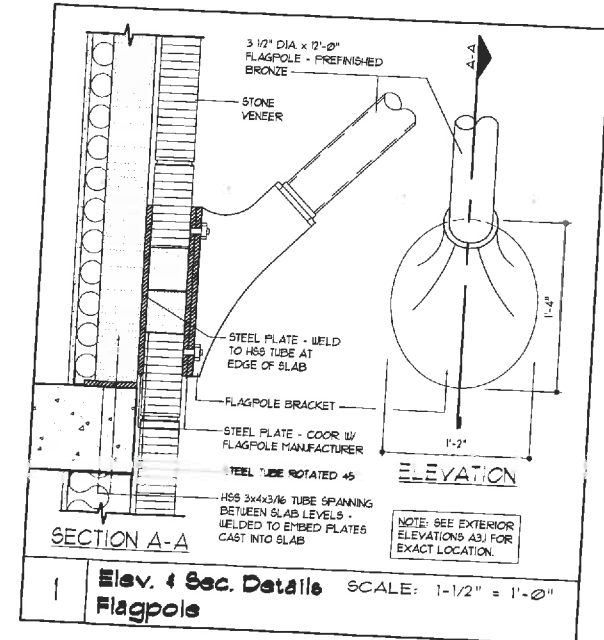 3 1/2" DIA. x 12'-0"
FLAGPOLE - PREFINISHED
BRONZE
A-A
STONE
VENEER
STEEL PLATE - WELD
TO HSS TUBE AT
EDGE OF SLAB
1'-4"
FLAGPOLE BRACKET
STEEL PLATE - COOR W/
FLAGPOLE MANUFACTURER
1'-2"
STEEL TUBE ROTATED 45
ELEVATION
HSS 3x4x3/16 TUBE SPANNING
BETWEEN SLAB LEVELS -
WELDED TO EMBED PLATES
CAST INTO SLAB
NOTE: SEE EXTERIOR
ELEVATIONS A3.1 FOR
EXACT LOCATION.
SECTION A-A
1
Elev. & Sec. Details
Flagpole
SCALE: 1-1/2" = 1'-0"